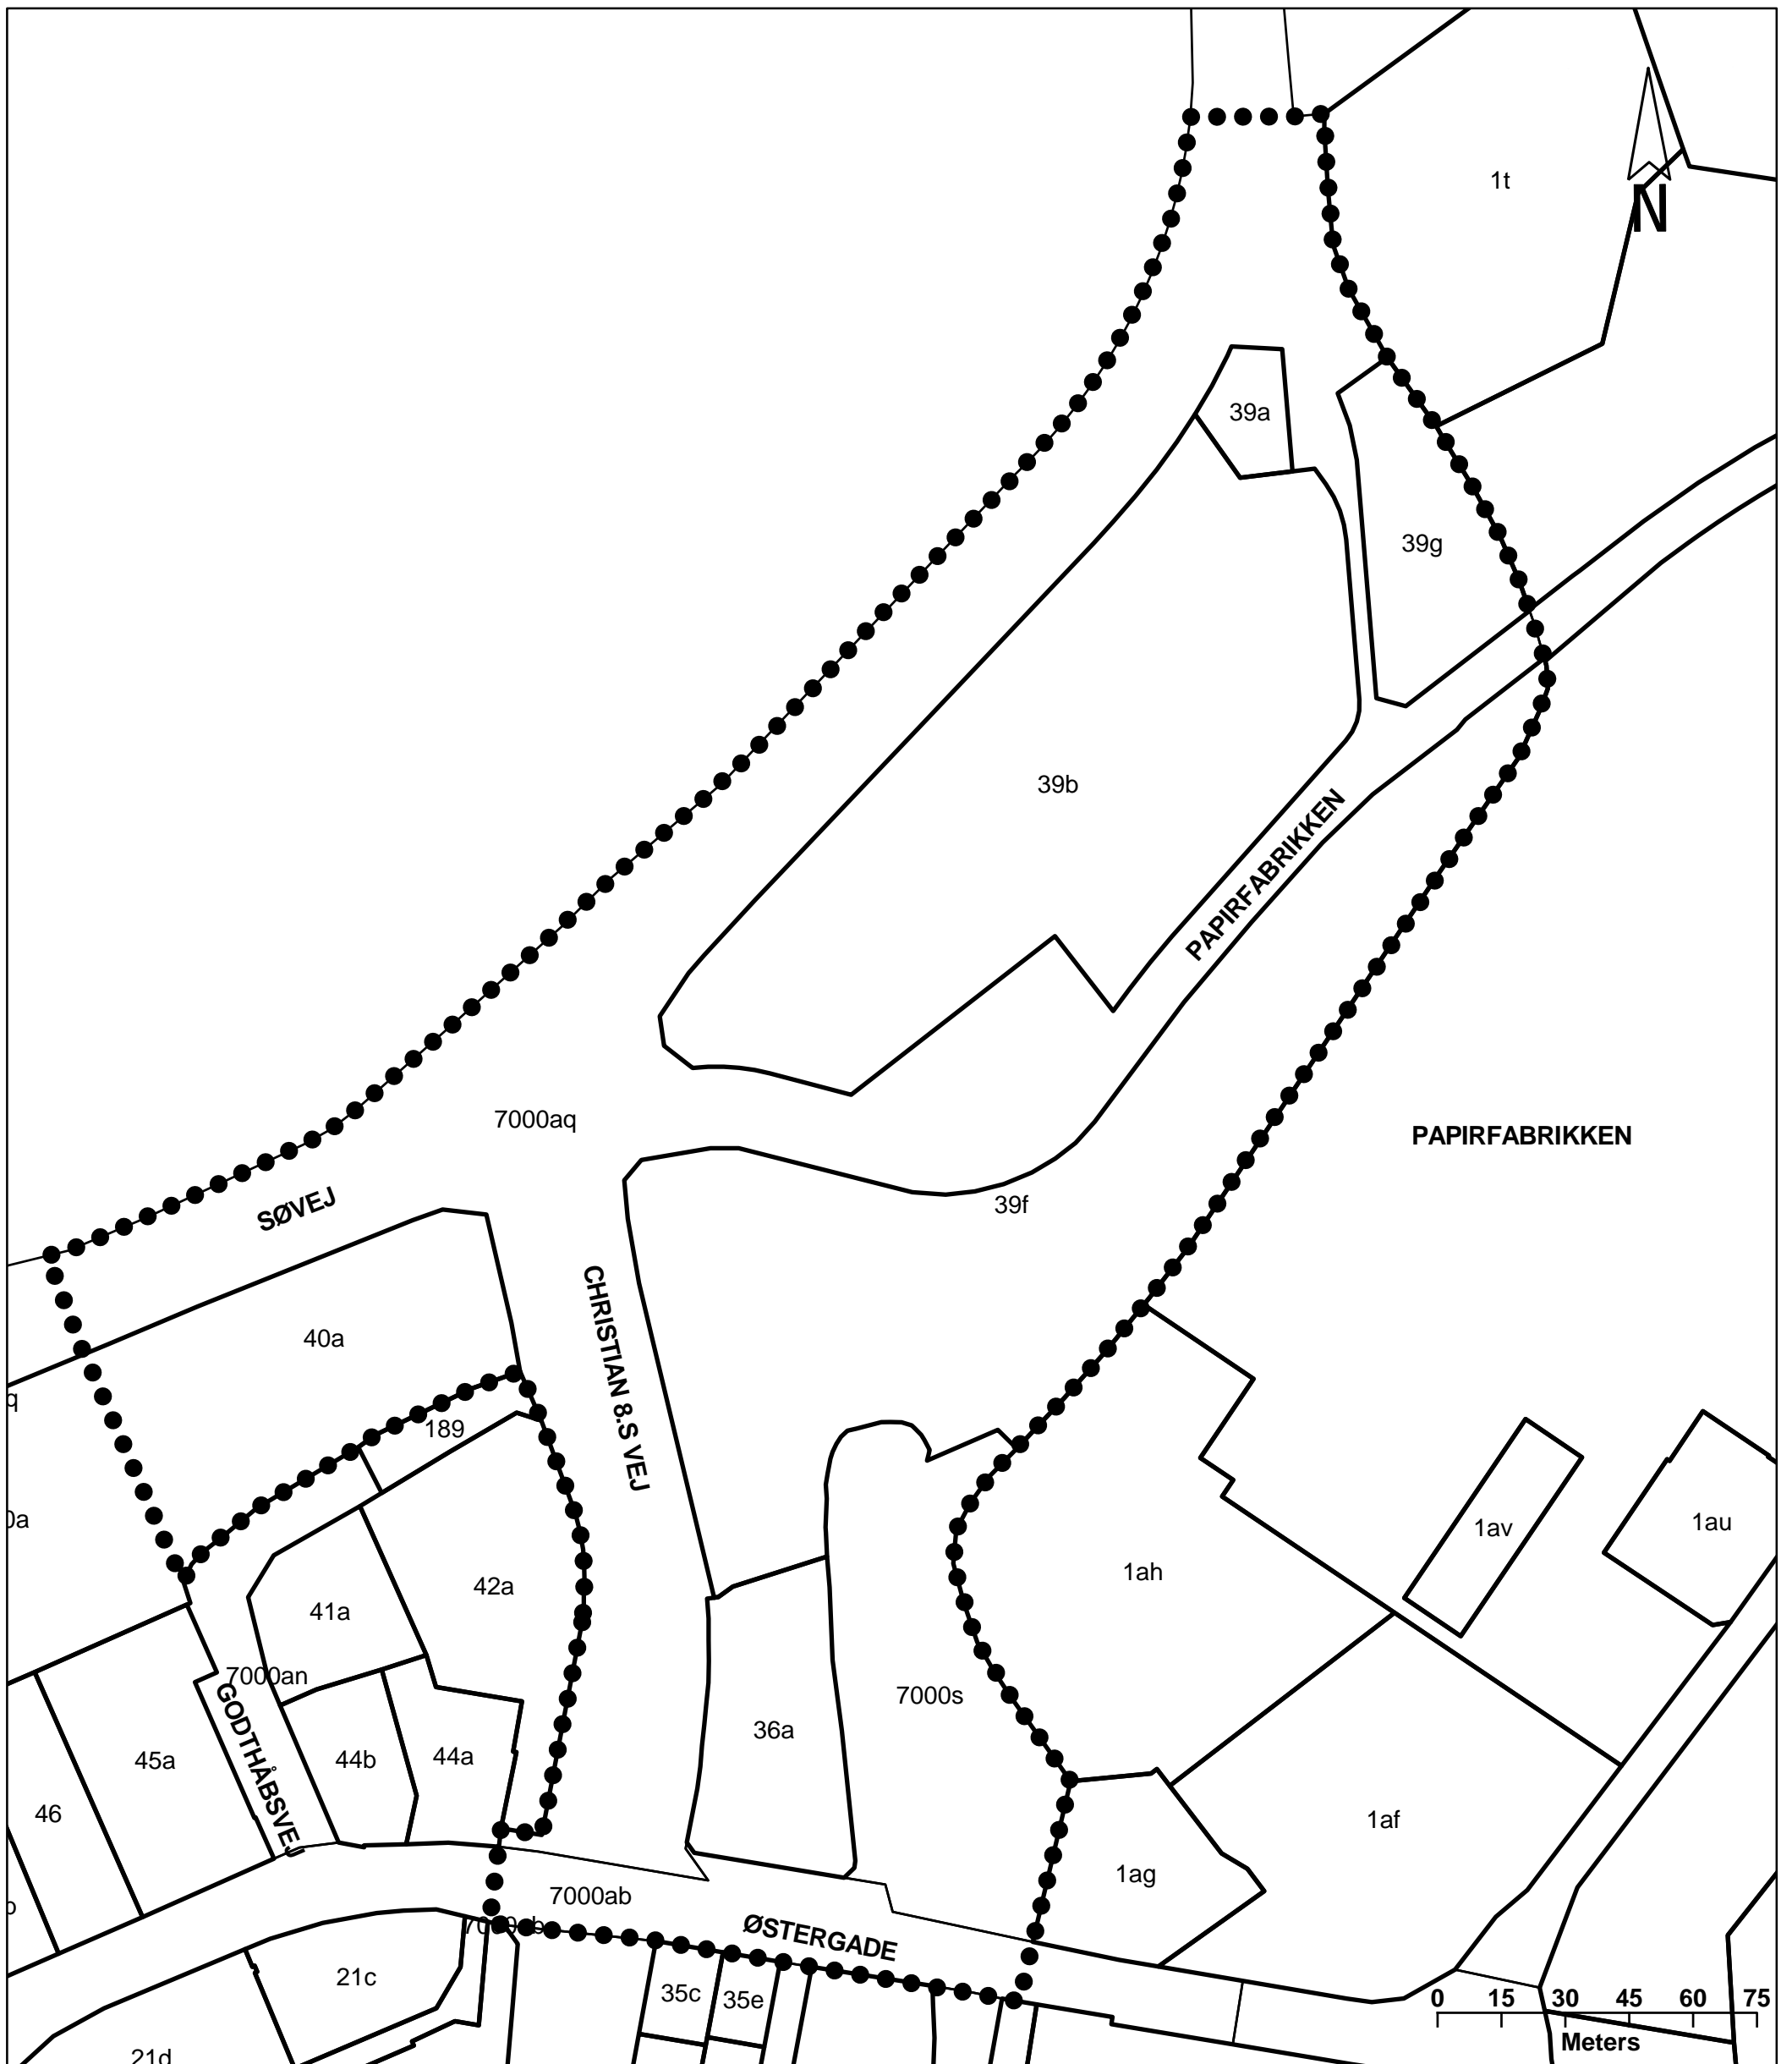 1t
N
39a
39g
39b
PAPIRFABRIKKEN
7000aq
PAPIRFABRIKKEN
SØVEJ
39f
CHRISTIAN 8.S VEJ
40a
q
189
0a
1av
1au
42a
1ah
41a
7000an
GODTHÅBSVEJ
7000s
36a
44b
44a
45a
46
1af
1ag
7000ab
ØSTERGADE
21c
35c
35e
0 15 30 45 60 75
Meters
21d